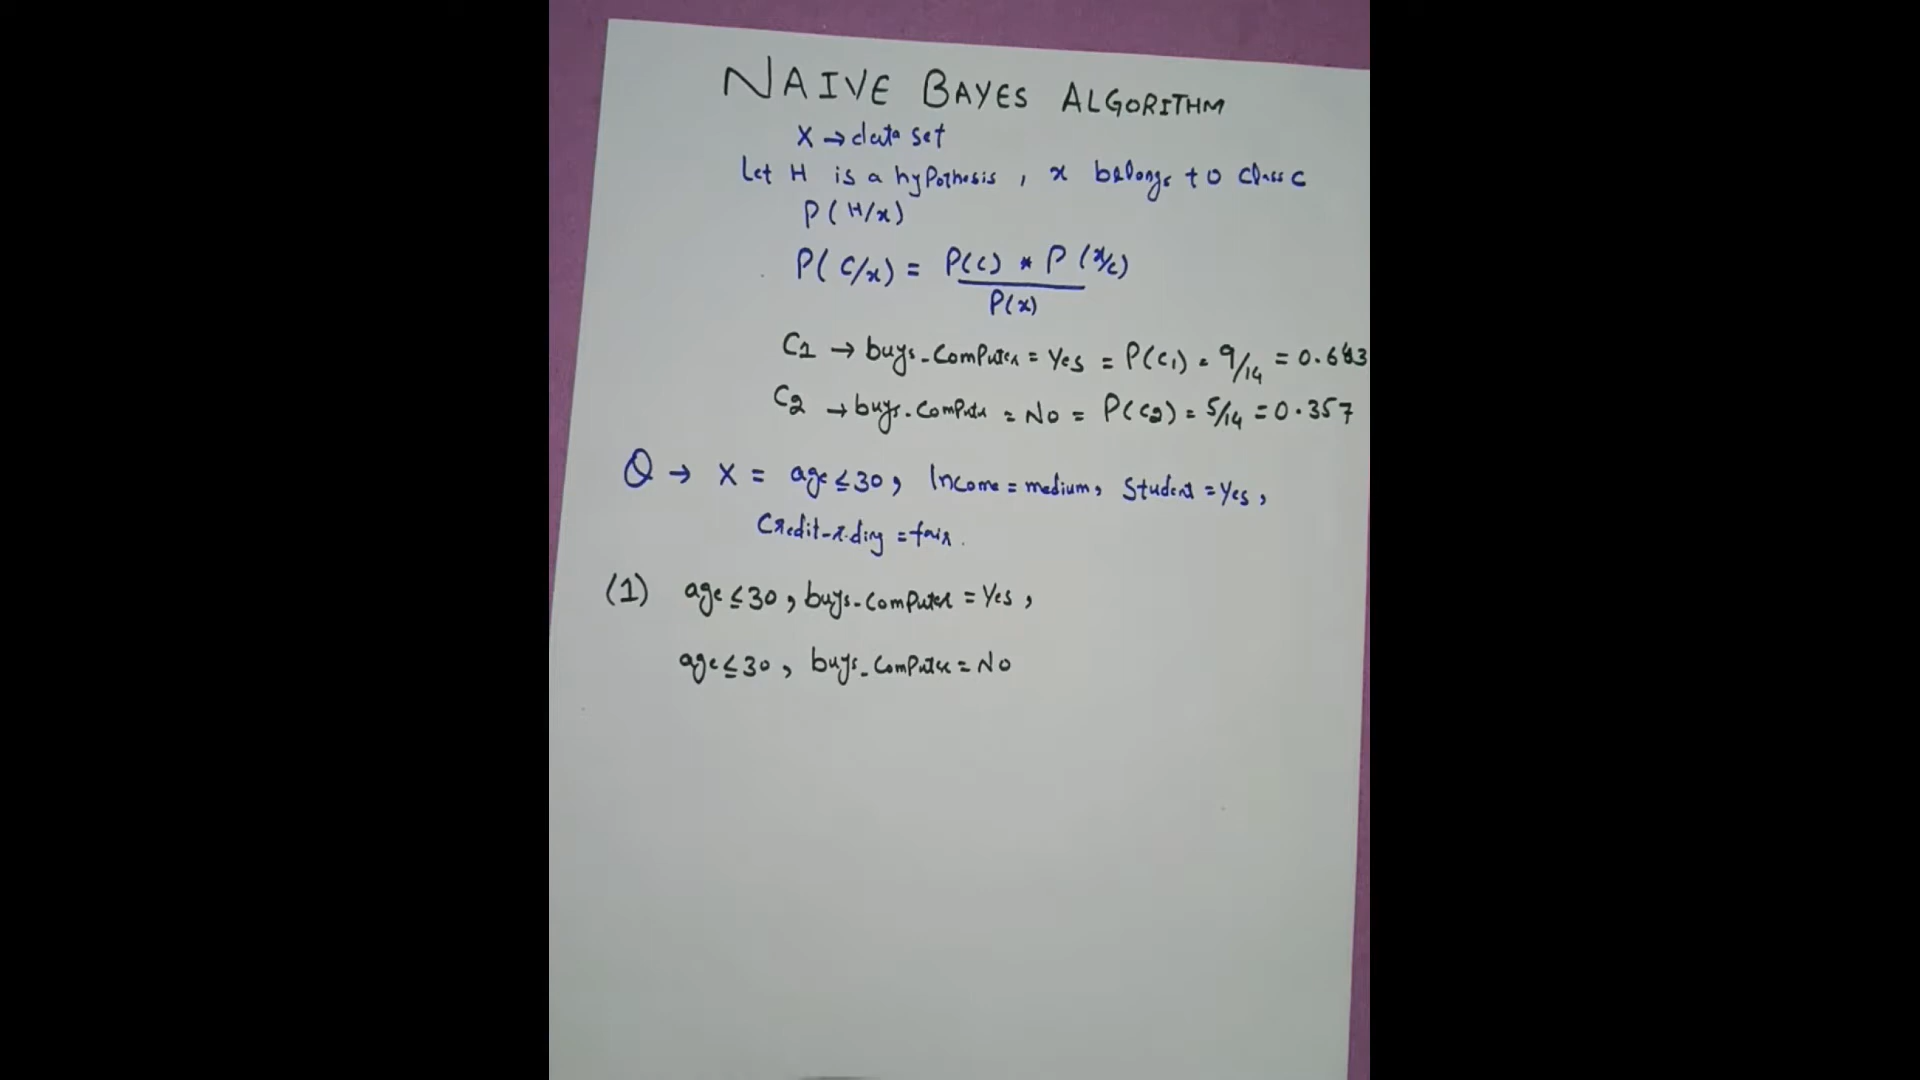 NAIVE BAYES ALGORITHM
X → data set
Let H is a hypothesis, x belongs to class c
P(H/x)
P(C/x) = P(C) * P(x/c)
P(x)
C1 → buys_computer = Yes = P(C1) = 9/14 = 0.643
C2 → buys_computer = No = P(C2) = 5/14 = 0.357
Q → X = age ≤ 30, Income = medium, Student = Yes,
= fair.
(1) age ≤ 30, buys_computer = Yes,
age ≤ 30, buys_computer = No